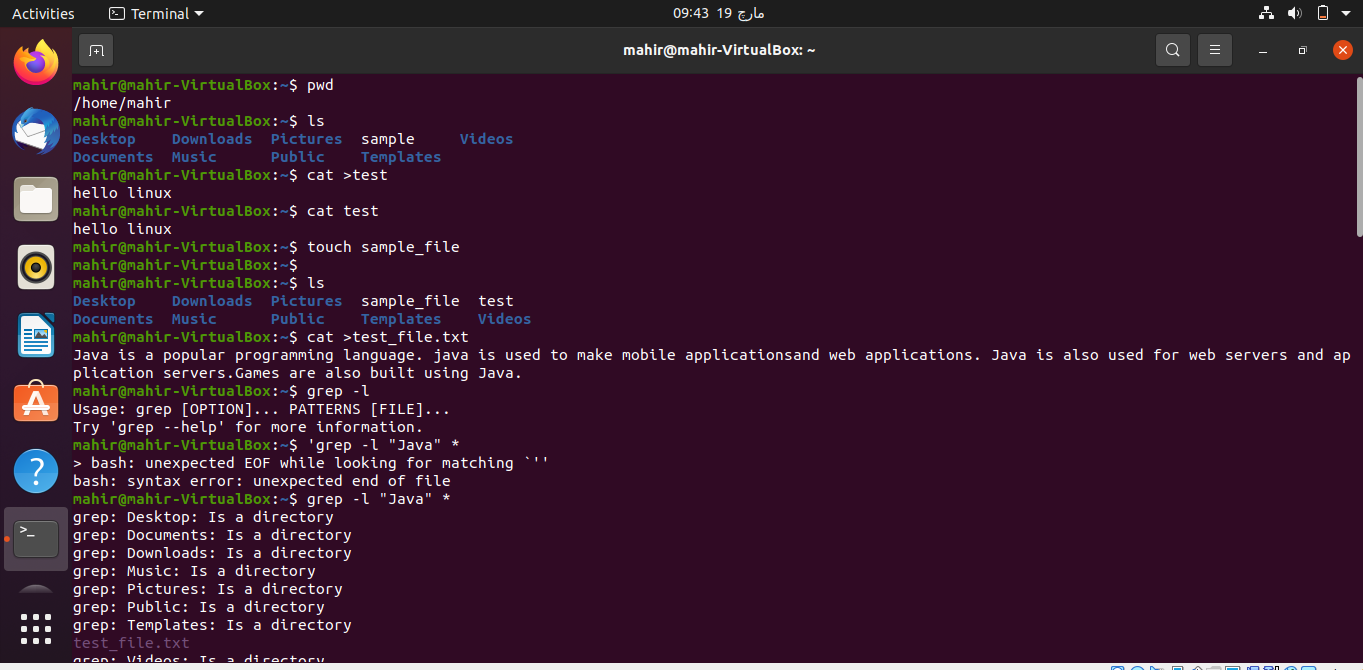 Activities Terminal 09:43 19 مارچ
mahir@mahir-VirtualBox: ~
mahir@mahir-VirtualBox:~$ pwd
/home/mahir
mahir@mahir-VirtualBox:~$ ls
Desktop Downloads Pictures sample Videos
Documents Music Public Templates
mahir@mahir-VirtualBox:~$ cat >test
hello linux
mahir@mahir-VirtualBox:~$ cat test
hello linux
mahir@mahir-VirtualBox:~$ touch sample_file
mahir@mahir-VirtualBox:~$
mahir@mahir-VirtualBox:~$ ls
Desktop Downloads Pictures sample_file test
Documents Music Public Templates Videos
mahir@mahir-VirtualBox:~$ cat >test_file.txt
Java is a popular programming language. java is used to make mobile applicationsand web applications. Java is also used for web servers and ap
plication servers.Games are also built using Java.
mahir@mahir-VirtualBox:~$ grep -l
Usage: grep [OPTION]... PATTERNS [FILE]...
Try 'grep --help' for more information.
mahir@mahir-VirtualBox:~$ 'grep -l "Java" *
> bash: unexpected EOF while looking for matching `''
bash: syntax error: unexpected end of file
mahir@mahir-VirtualBox:~$ grep -l "Java" *
grep: Desktop: Is a directory
grep: Documents: Is a directory
grep: Downloads: Is a directory
grep: Music: Is a directory
grep: Pictures: Is a directory
grep: Public: Is a directory
grep: Templates: Is a directory
test_file.txt
grep: Videos: Is a directory